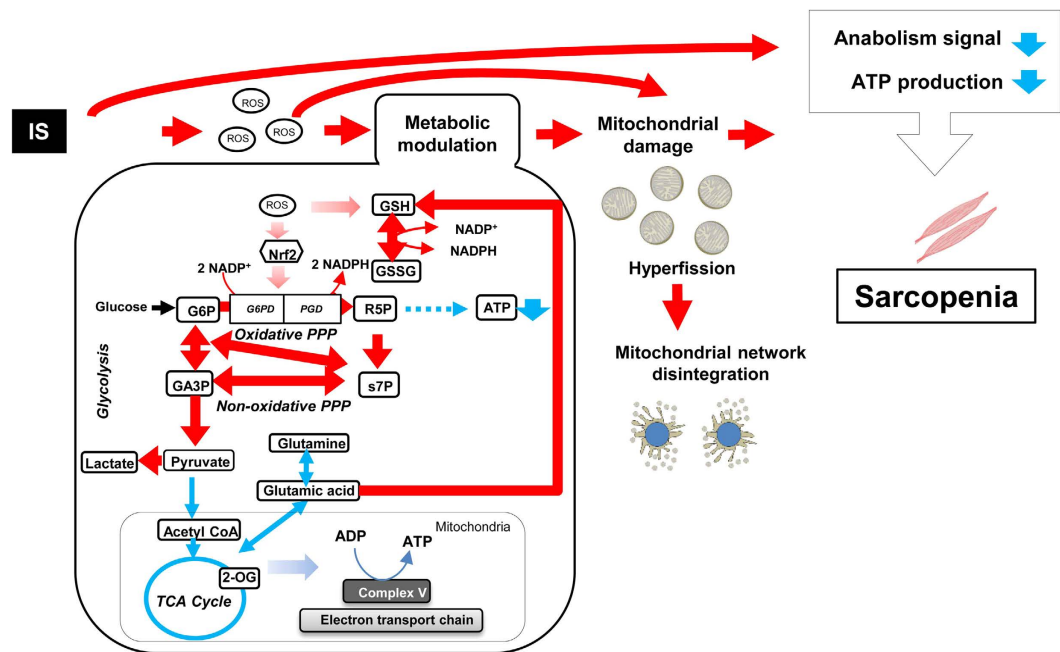 Anabolism signal
ATP production
IS
ROS
ROS
ROS
Metabolic
modulation
Mitochondrial
damage
ROS
GSH
NADP⁺
NADPH
GSSG
Nrf2
2 NADP⁺
2 NADPH
Glucose
G6P
G6PD
PGD
R5P
ATP
Oxidative PPP
Hyperfission
Sarcopenia
Glycolysis
GA3P
s7P
Non-oxidative PPP
Mitochondrial network
disintegration
Lactate
Pyruvate
Glutamine
Glutamic acid
Acetyl CoA
Mitochondria
ADP
ATP
2-OG
TCA Cycle
Complex V
Electron transport chain